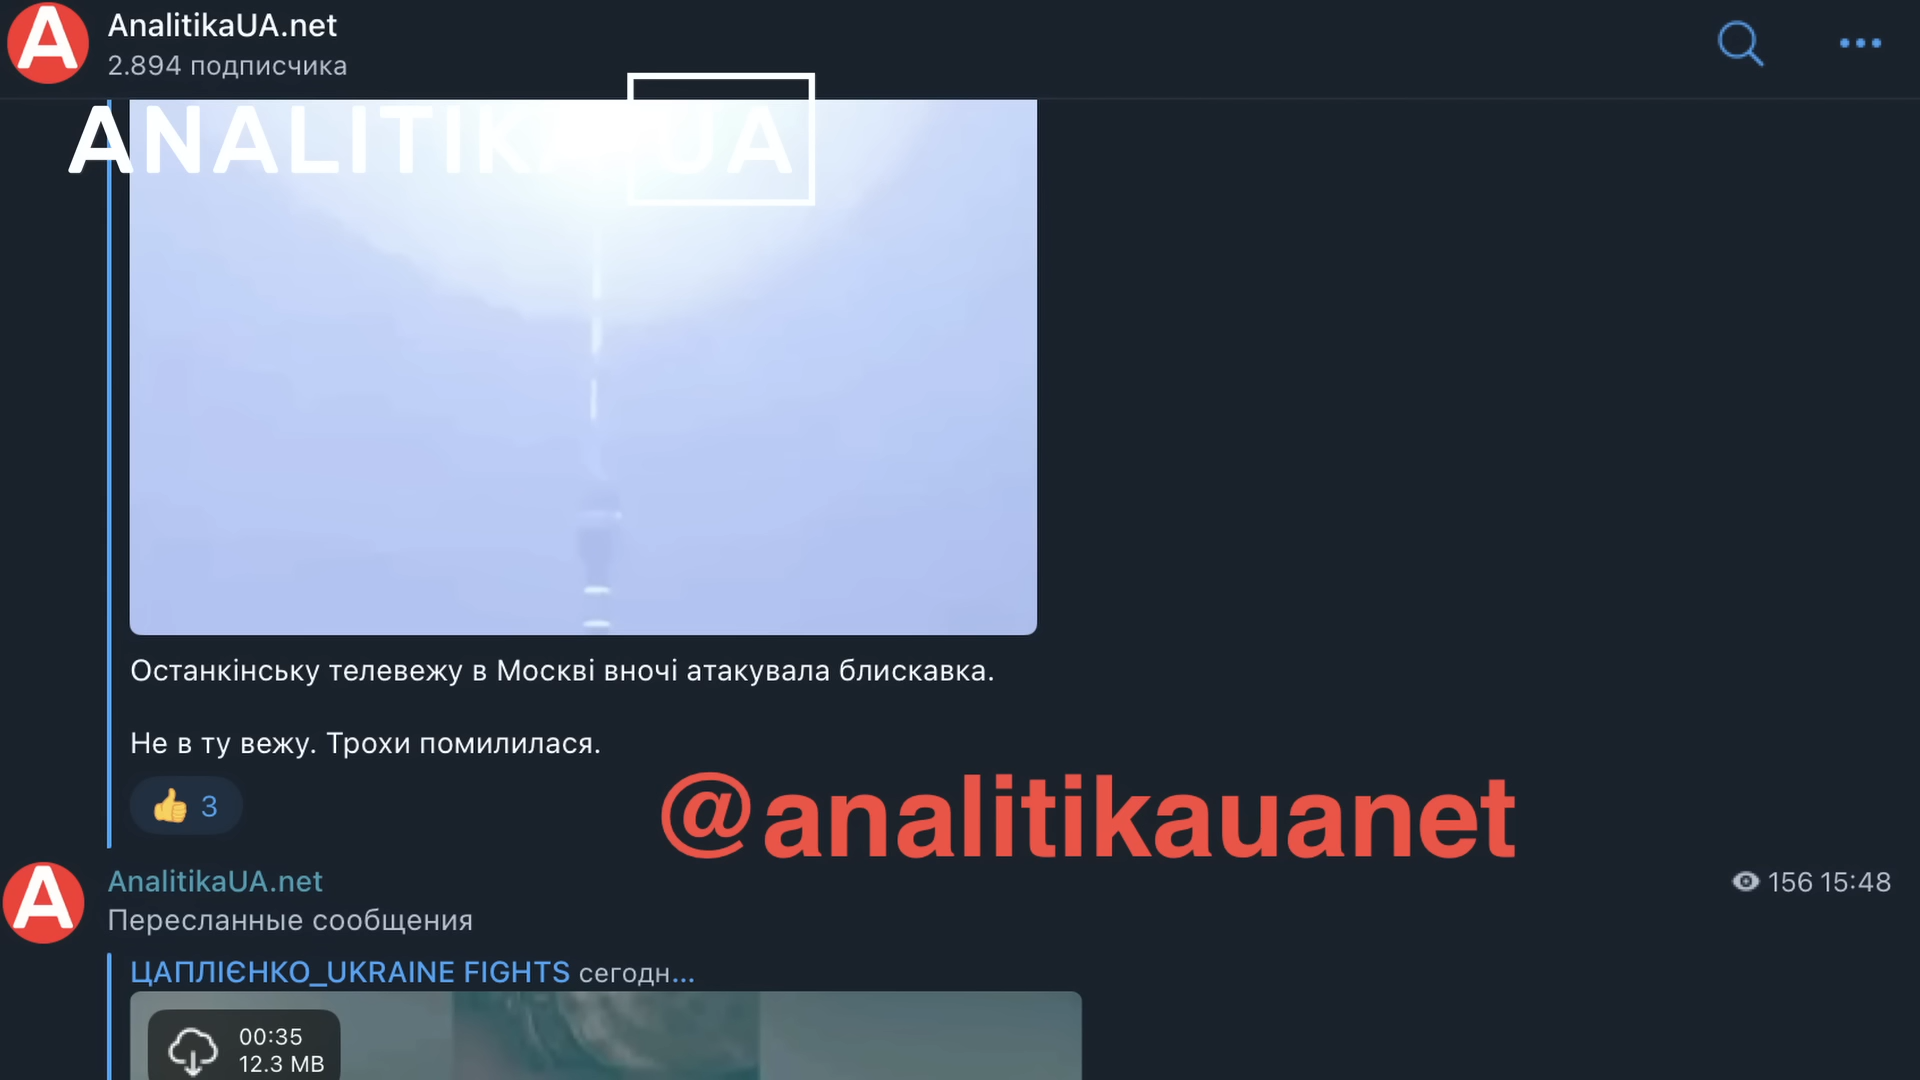 AnalitikaUA.net
2.894 подписчика
ANALITIKA UA
Останкінську телевежу в Москві вночі атакувала блискавка.
Не в ту вежу. Трохи помилилася.
👍 3
@analitikauanet
AnalitikaUA.net
156 15:48
Пересланные сообщения
ЦАПЛІЄНКО_UKRAINE FIGHTS сегодн...
00:35
12.3 MB